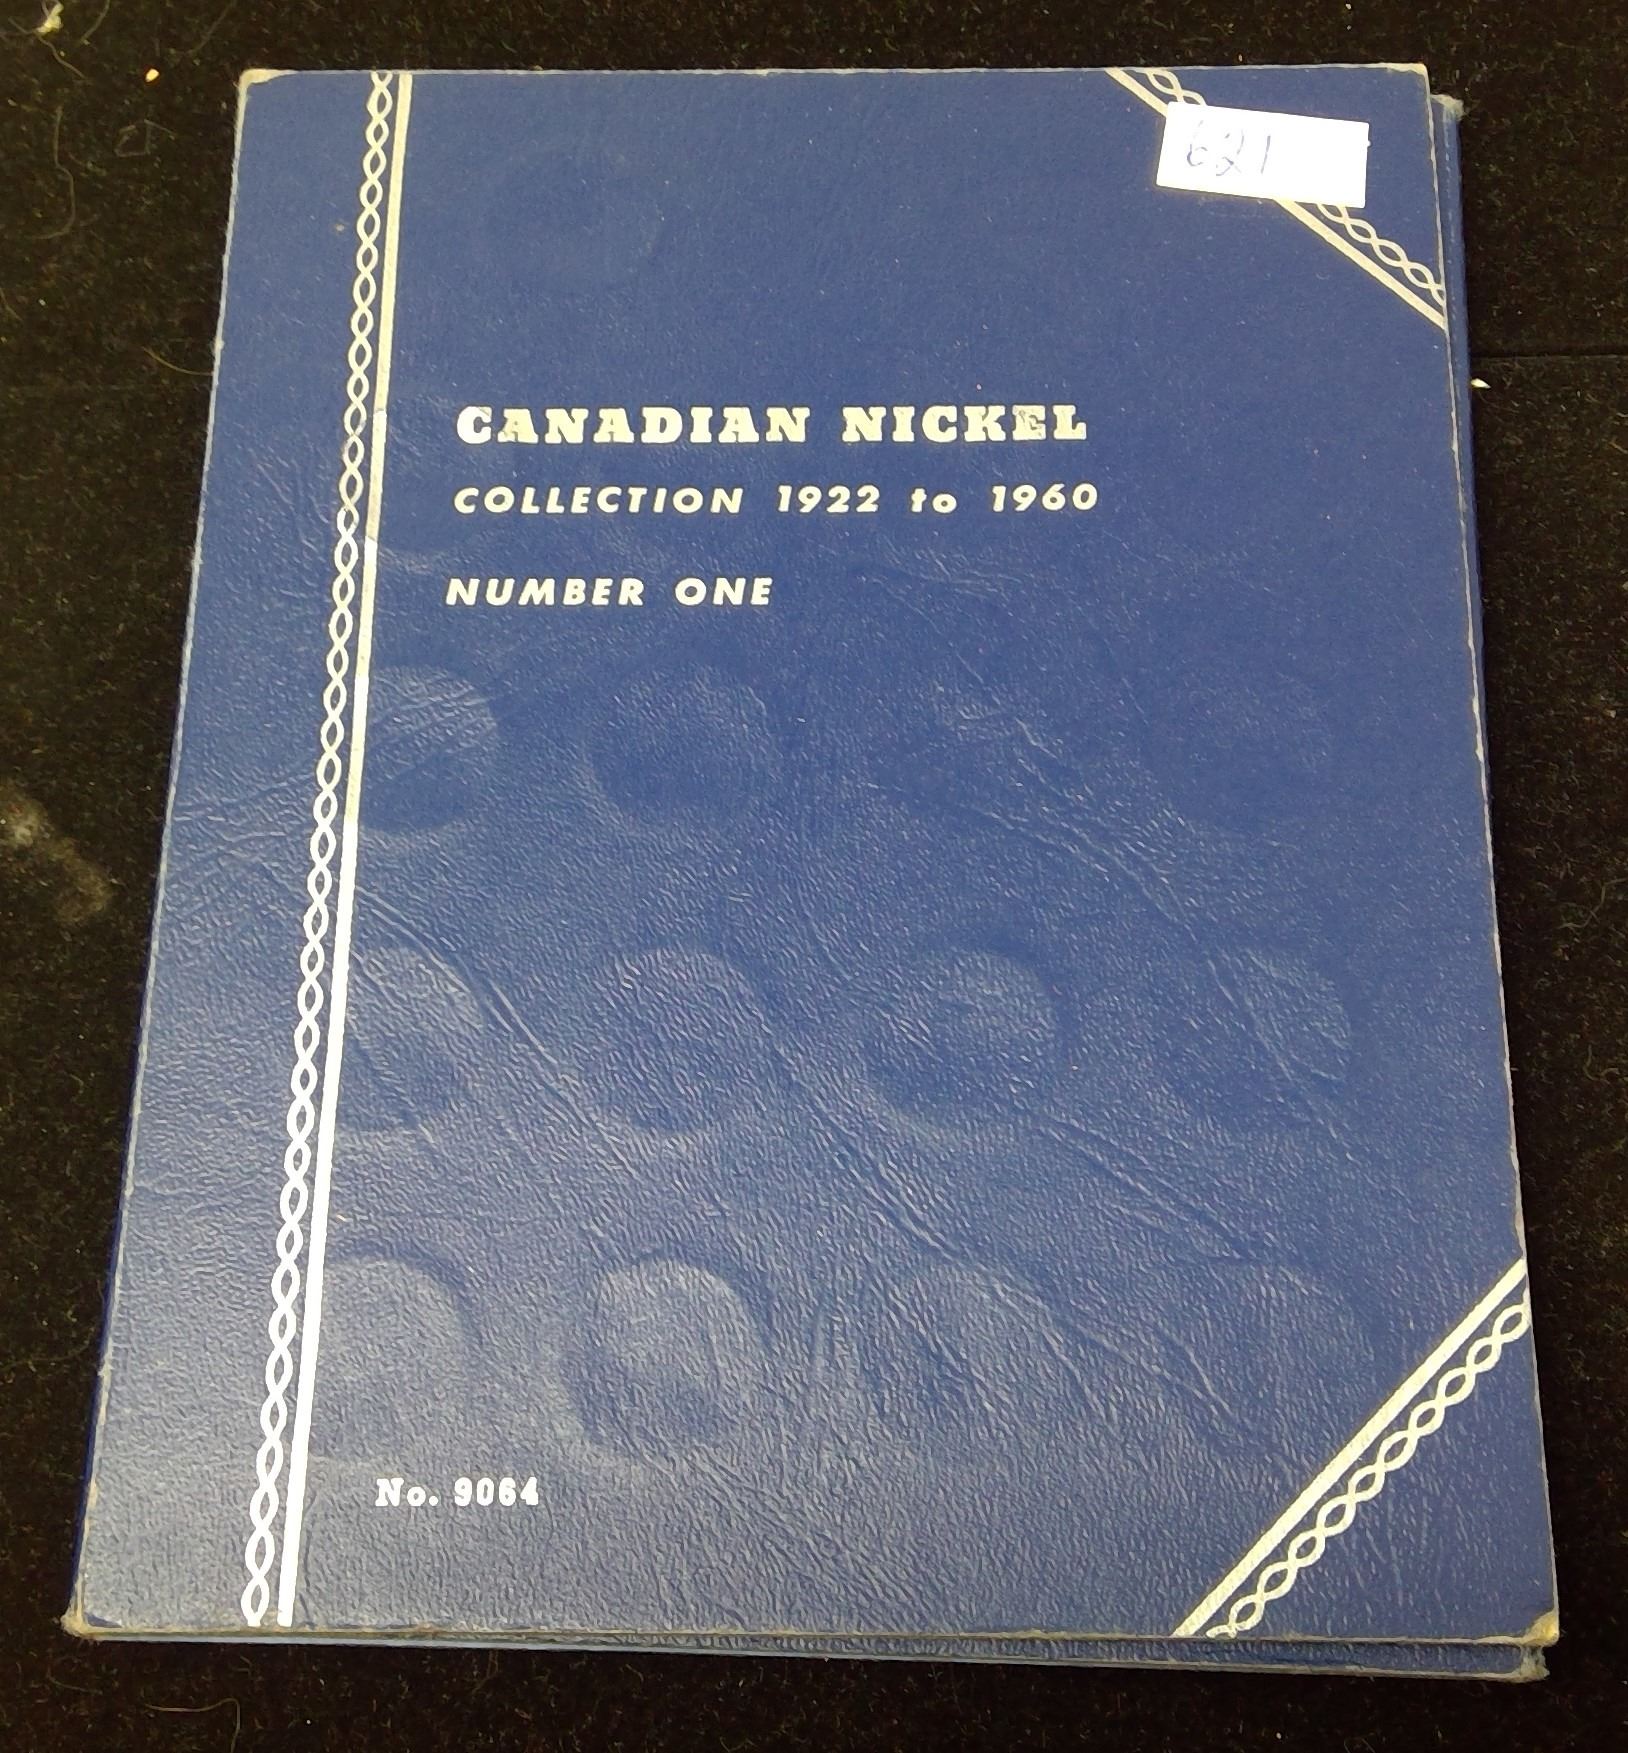 621
CANADIAN NICKEL
COLLECTION 1922 to 1960
NUMBER ONE
No. 9064